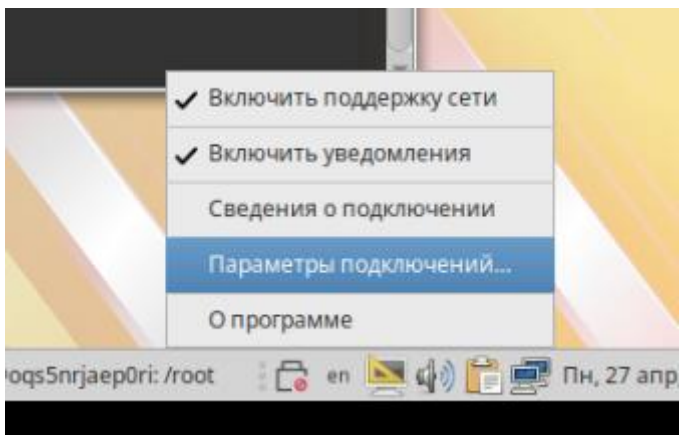 Включить поддержку сети
Включить уведомления
Сведения о подключении
Параметры подключений...
О программе
oqs5nrjaep0ri: /root en Пн, 27 апр